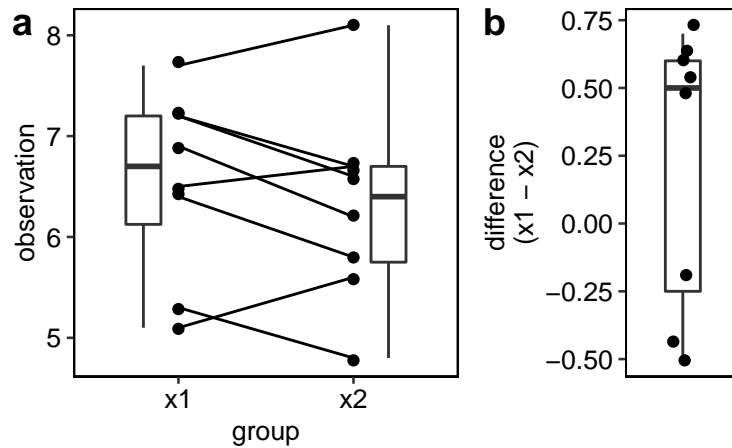 a
8
7
6
5
observation
x1 x2
group
b
0.75
0.50
0.25
0.00
−0.25
−0.50
difference
(x1 − x2)